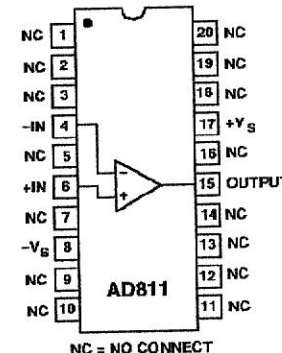 NC 1 20 NC
NC 2 19 NC
NC 3 18 NC
–IN 4 17 +VS
NC 5 16 NC
+IN 6 – + 15 OUTPUT
NC 7 14 NC
–VS 8 13 NC
NC 9 12 NC
NC 10 AD811 11 NC
NC = NO CONNECT